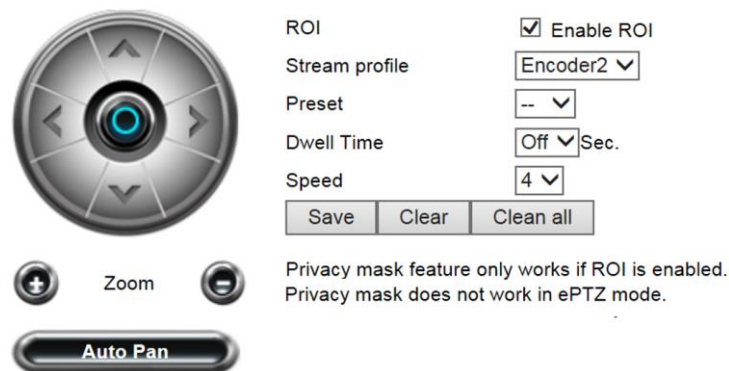 ROI Enable ROI
Stream profile Encoder2
Preset --
Dwell Time Off Sec.
Speed 4
Save Clear Clean all
Zoom
Privacy mask feature only works if ROI is enabled.
Privacy mask does not work in ePTZ mode.
Auto Pan